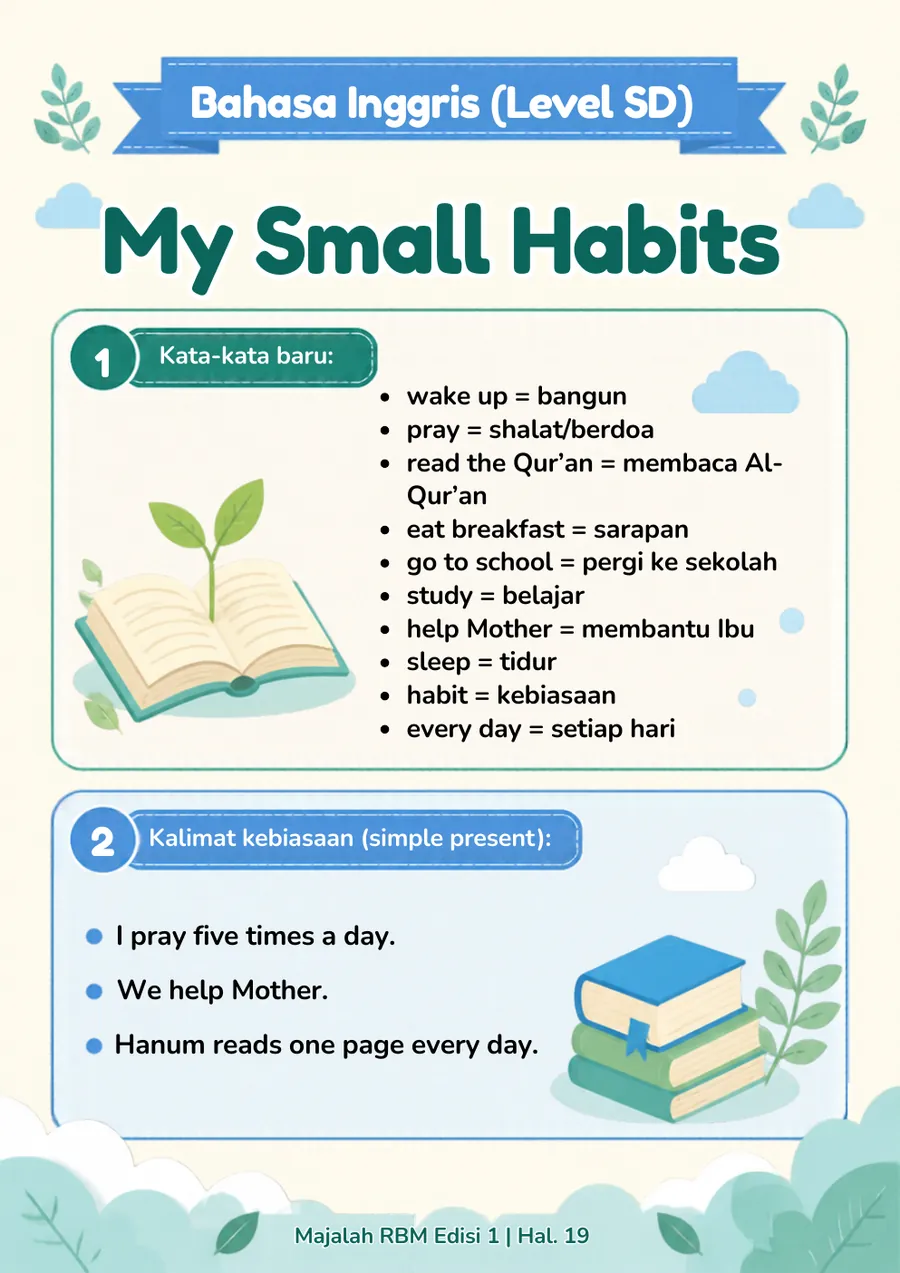 Bahasa Inggris (Level SD)
My Small Habits
1
Kata-kata baru:
• wake up = bangun
• pray = shalat/berdoa
• read the Qur’an = membaca Al-
Qur’an
• eat breakfast = sarapan
• go to school = pergi ke sekolah
• study = belajar
• help Mother = membantu Ibu
• sleep = tidur
• habit = kebiasaan
• every day = setiap hari
2
Kalimat kebiasaan (simple present):
• I pray five times a day.
• We help Mother.
• Hanum reads one page every day.
Majalah RBM Edisi 1 | Hal. 19